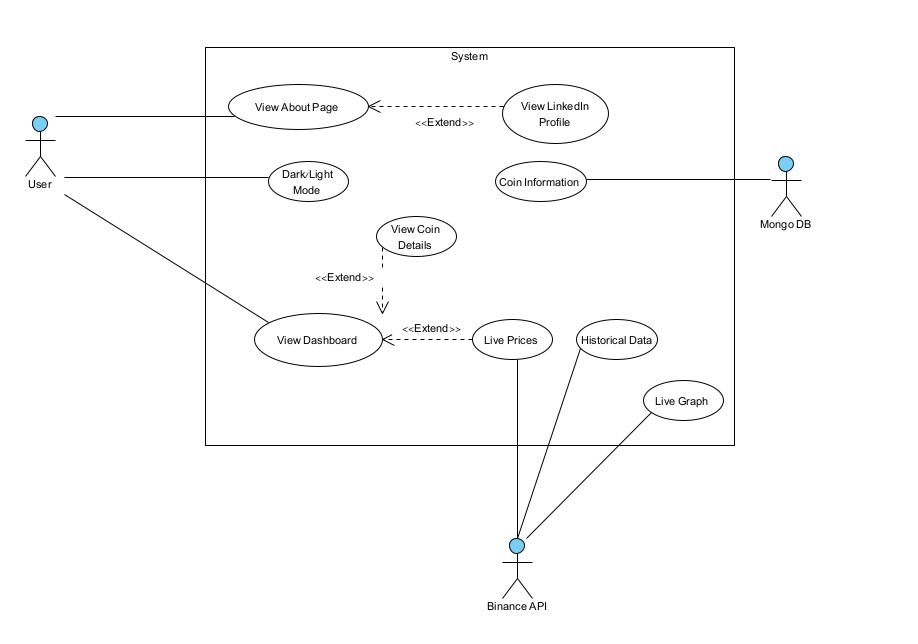 System
View About Page
<<Extend>>
View LinkedIn
Profile
User
Dark/Light
Mode
Coin Information
Mongo DB
View Coin
Details
<<Extend>>
View Dashboard
<<Extend>>
Live Prices
Historical Data
Live Graph
Binance API